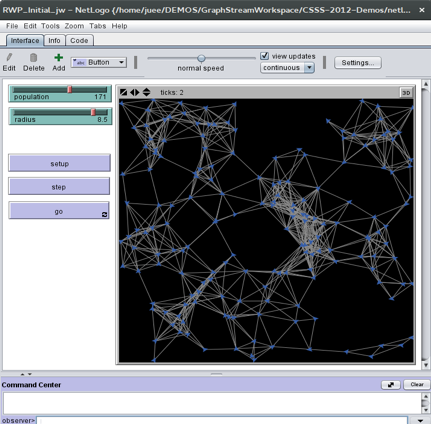 RWP_Initial_jw – NetLogo {/home/juee/DEMOS/GraphStreamWorkspace/CSSS-2012-Demos/netl...
File Edit Tools Zoom Tabs Help
Interface Info Code
Edit Delete Add
abc Button
normal speed
view updates
continuous
Settings...
population 171
radius 8.5
setup
step
go
ticks: 2
3D
Command Center
Clear
observer>